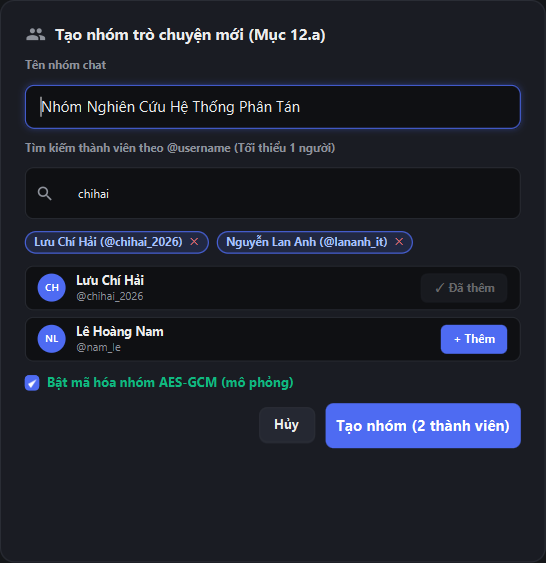 Tạo nhóm trò chuyện mới (Mục 12.a)
Tên nhóm chat
Nhóm Nghiên Cứu Hệ Thống Phân Tán
Tìm kiếm thành viên theo @username (Tối thiểu 1 người)
chihai
Lưu Chí Hải (@chihai_2026) ✕ Nguyễn Lan Anh (@lananh_it) ✕
CH Lưu Chí Hải
@chihai_2026
✓ Đã thêm
NL Lê Hoàng Nam
@nam_le
+ Thêm
Bật mã hóa nhóm AES-GCM (mô phỏng)
Hủy Tạo nhóm (2 thành viên)